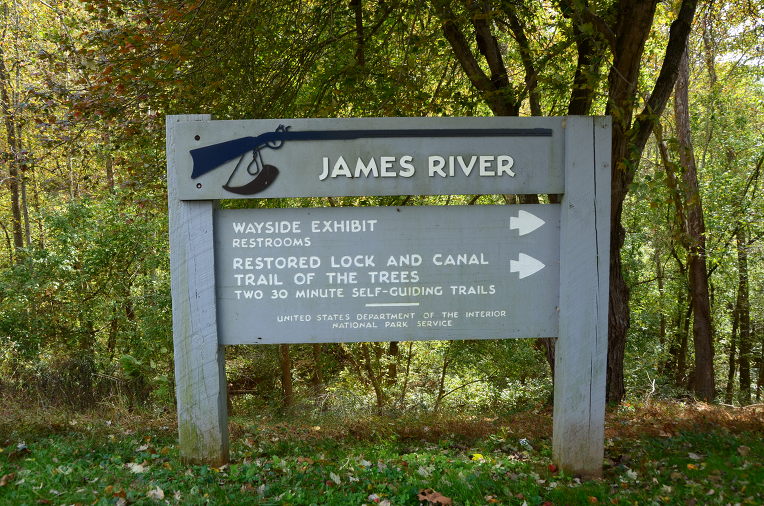 JAMES RIVER
WAYSIDE EXHIBIT
RESTROOMS
RESTORED LOCK AND CANAL
TRAIL OF THE TREES
TWO 30 MINUTE SELF-GUIDING TRAILS
UNITED STATES DEPARTMENT OF THE INTERIOR
NATIONAL PARK SERVICE